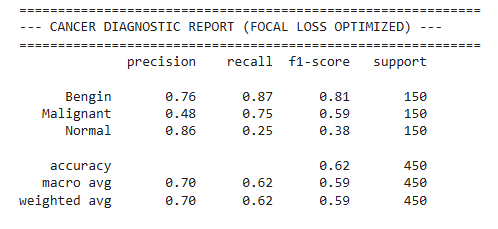 ============================================================
--- CANCER DIAGNOSTIC REPORT (FOCAL LOSS OPTIMIZED) ---
============================================================
              precision    recall  f1-score   support

      Bengin       0.76      0.87      0.81       150
   Malignant       0.48      0.75      0.59       150
      Normal       0.86      0.25      0.38       150

    accuracy                           0.62       450
   macro avg       0.70      0.62      0.59       450
weighted avg       0.70      0.62      0.59       450